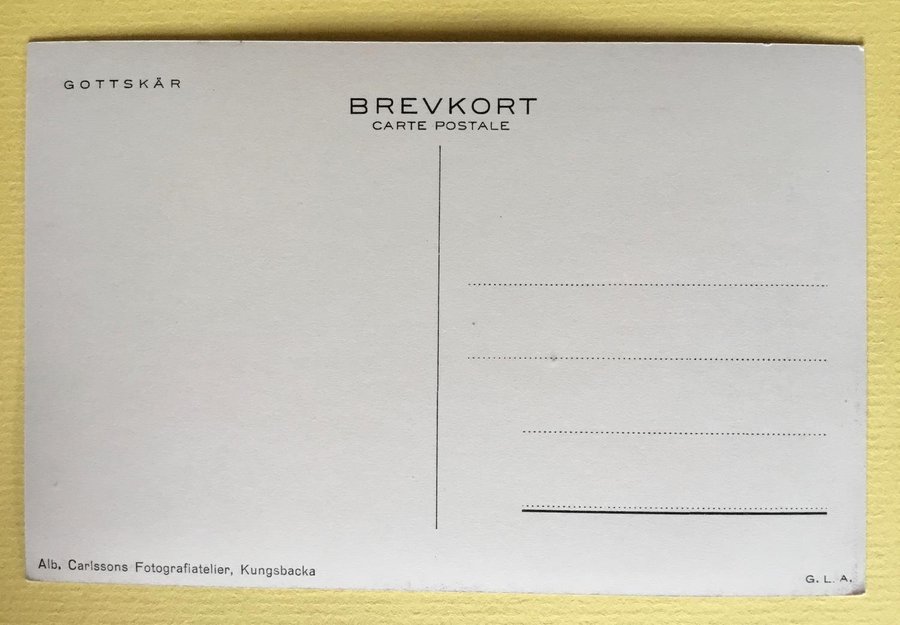 GOTTSKÄR
BREVKORT
CARTE POSTALE
Alb. Carlssons Fotografiatelier, Kungsbacka
G. L. A.